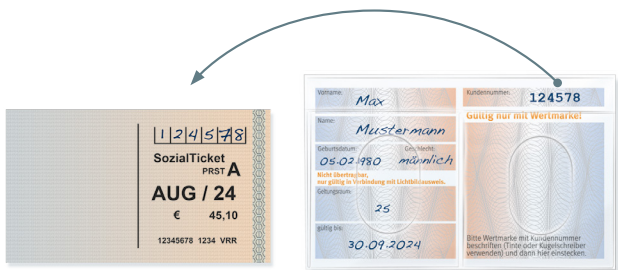 1 2 4 5 7 8
SozialTicket
PRST A
AUG / 24
€ 45,10
12345678 1234 VRR
Vorname:
Max
Kundennummer:
124578
Name:
Mustermann
Geburtsdatum:
05.02.980
Geschlecht:
männlich
Nicht übertragbar,
nur gültig in Verbindung mit Lichtbildausweis.
Geltungsraum:
25
gültig bis:
30.09.2024
Gültig nur mit Wertmarke!
Bitte Wertmarke mit Kundennummer
beschriften (Tinte oder Kugelschreiber
verwenden) und dann hier einstecken.